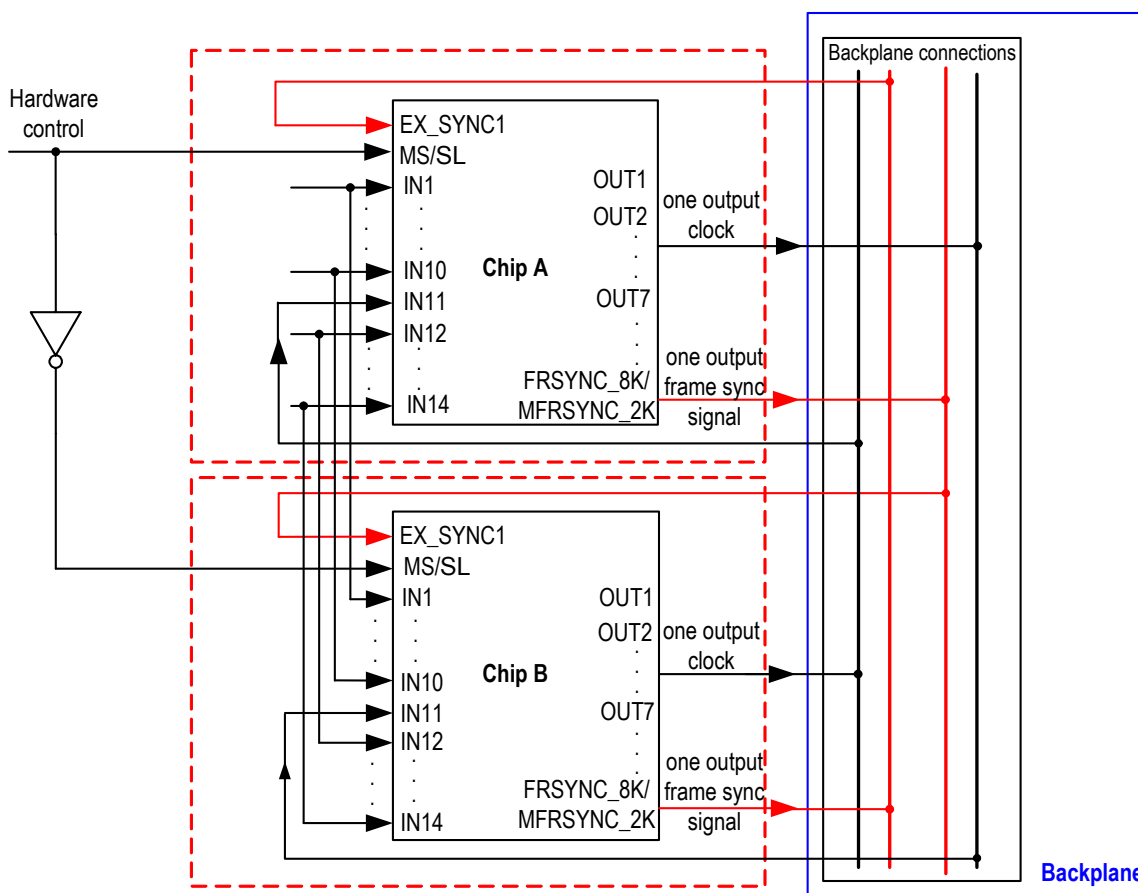 Backplane connections
Hardware
control
EX_SYNC1
MS/SL
IN1
IN10
IN11
IN12
IN14
Chip A
OUT1
OUT2
OUT7
FRSYNC_8K/
MFRSYNC_2K
one output
clock
one output
frame sync
signal
EX_SYNC1
MS/SL
IN1
IN10
IN11
IN12
IN14
Chip B
OUT1
OUT2
OUT7
FRSYNC_8K/
MFRSYNC_2K
one output
clock
one output
frame sync
signal
Backplane